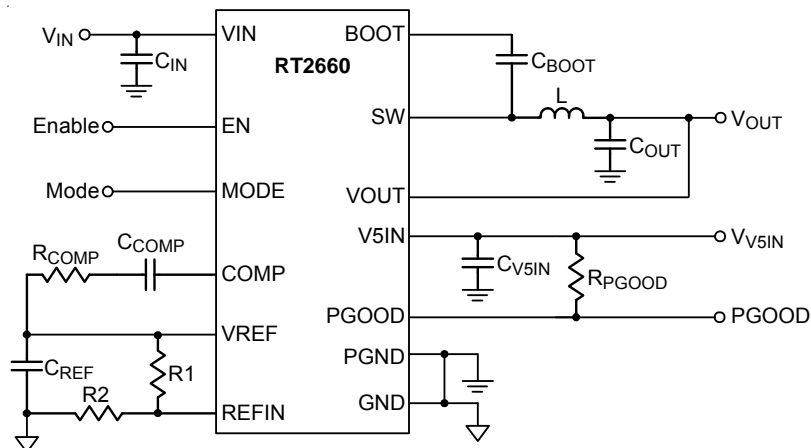 VIN
VIN
BOOT
CIN
RT2660
CBOOT
L
SW
VOUT
Enable
EN
COUT
Mode
MODE
VOUT
V5IN
VV5IN
RCOMP
CCOMP
COMP
CV5IN
RPGOOD
PGOOD
PGOOD
VREF
CREF
R1
PGND
R2
REFIN
GND